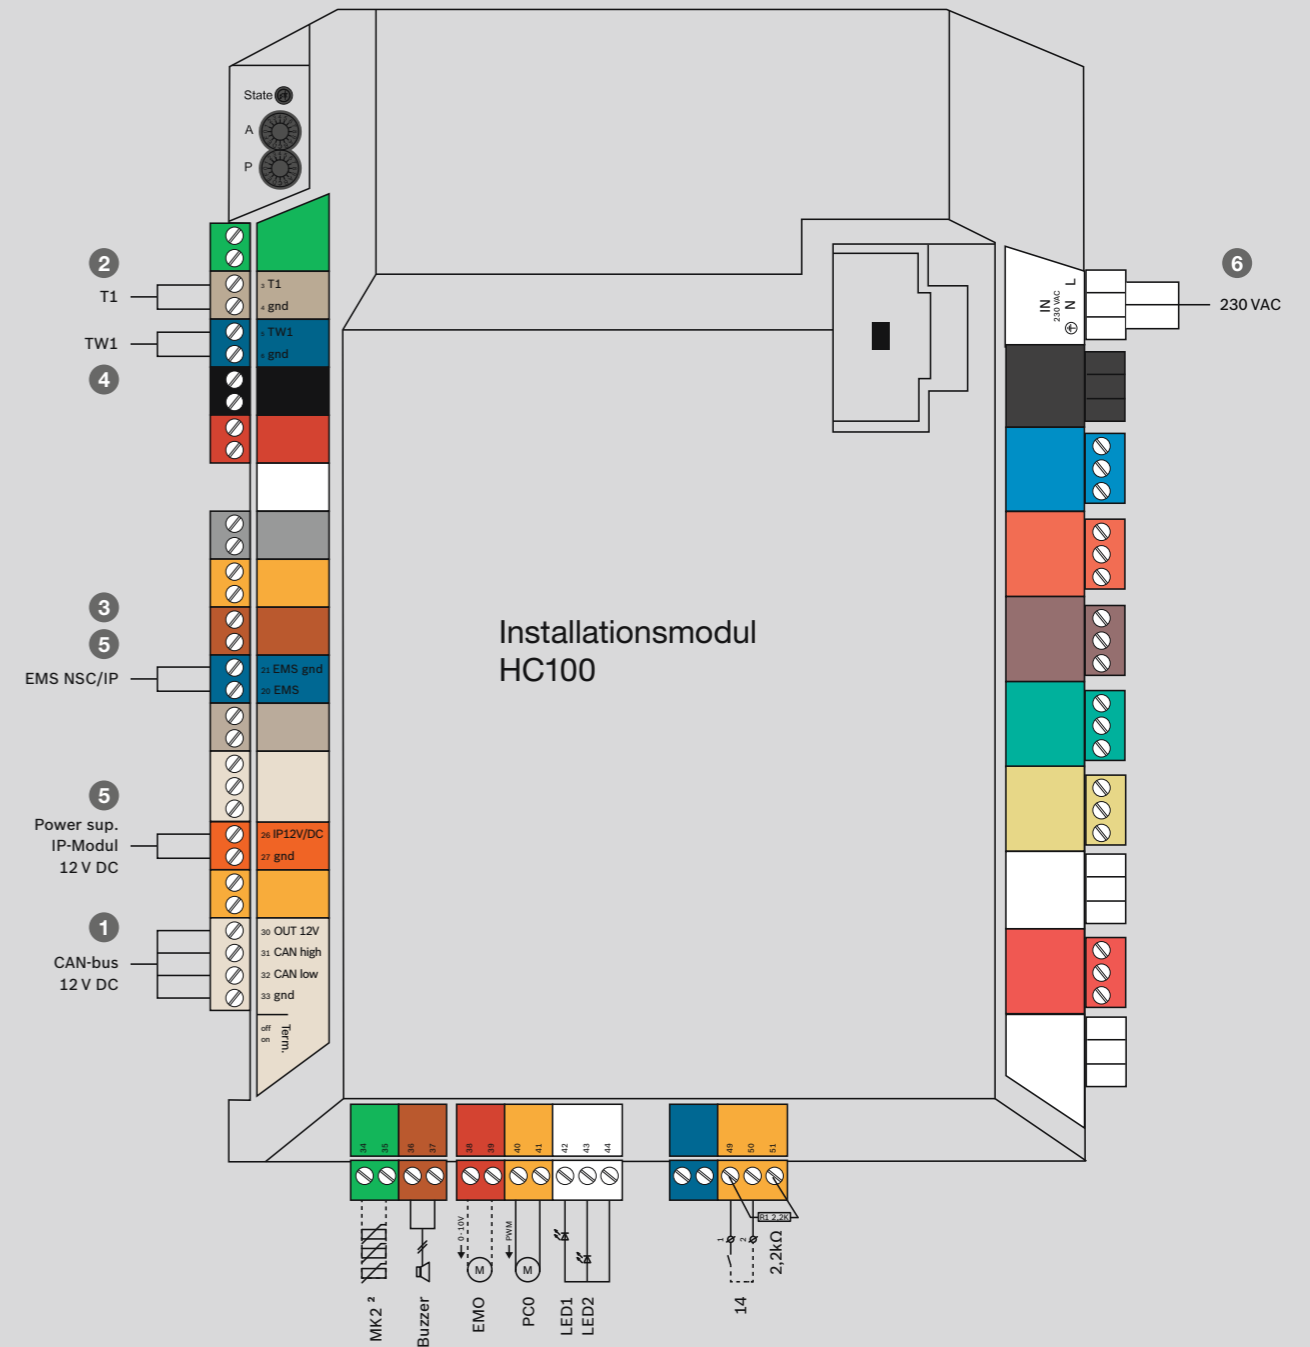 State
A
P
2
T1
3 T1
4 gnd
TW1
5 TW1
6 gnd
4
3
5
EMS NSC/IP
21 EMS gnd
20 EMS
5
Power sup.
IP-Modul
12 V DC
26 IP12V/DC
27 gnd
1
CAN-bus
12 V DC
30 OUT 12V
31 CAN high
32 CAN low
33 gnd
off
on
Term.
Installationsmodul
HC100
IN
230 VAC
N L
6
230 VAC
34 35 36 37 38 39 40 41 42 43 44 49 50 51
0-10V
PWM
M
M
1
2
R1 2,2K
2,2kΩ
MK2 ²
Buzzer
EMO
PC0
LED1
LED2
14